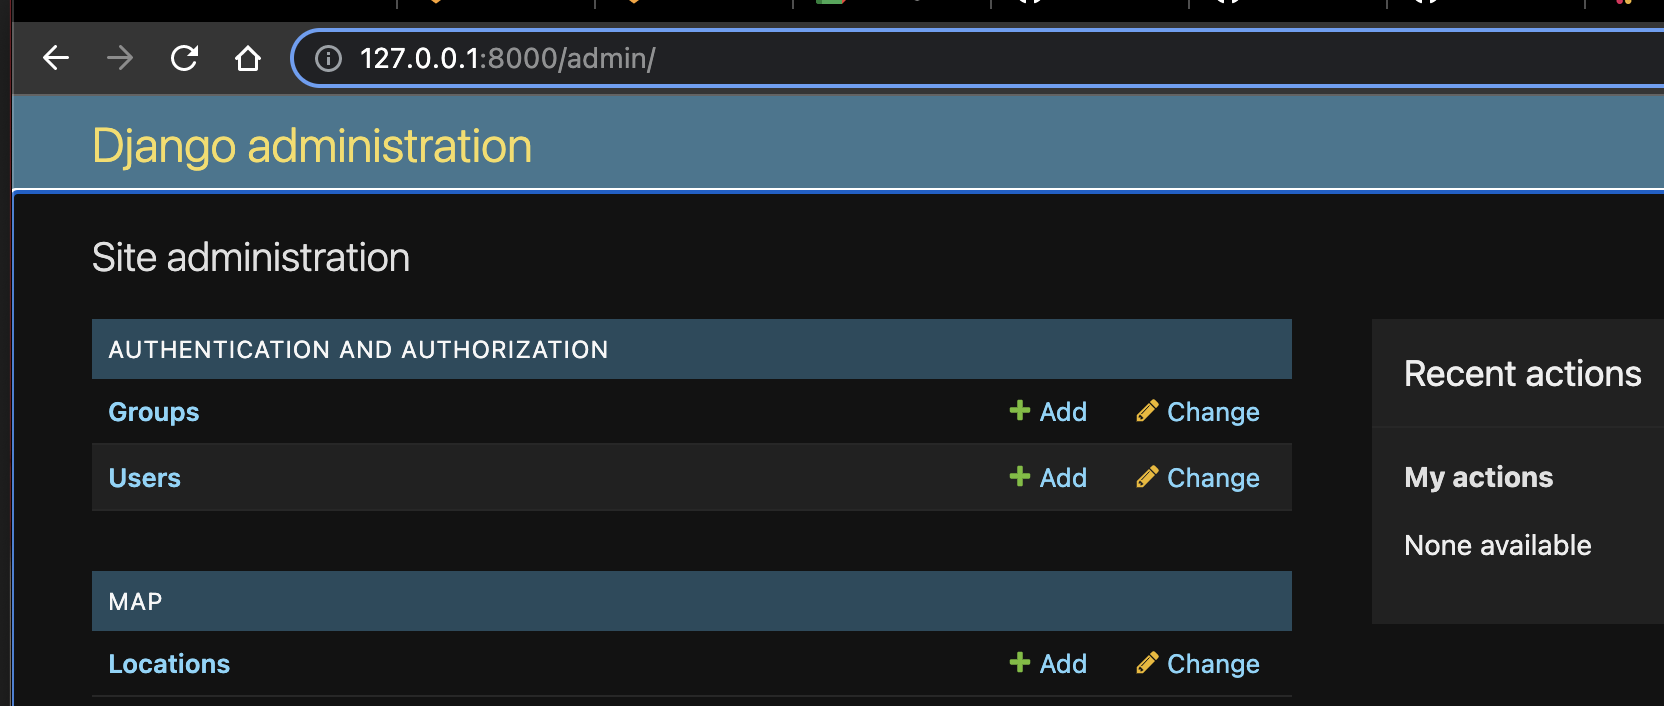 127.0.0.1:8000/admin/
Django administration
Site administration
AUTHENTICATION AND AUTHORIZATION
Groups Add Change
Users Add Change
MAP
Locations Add Change
Recent actions
My actions
None available